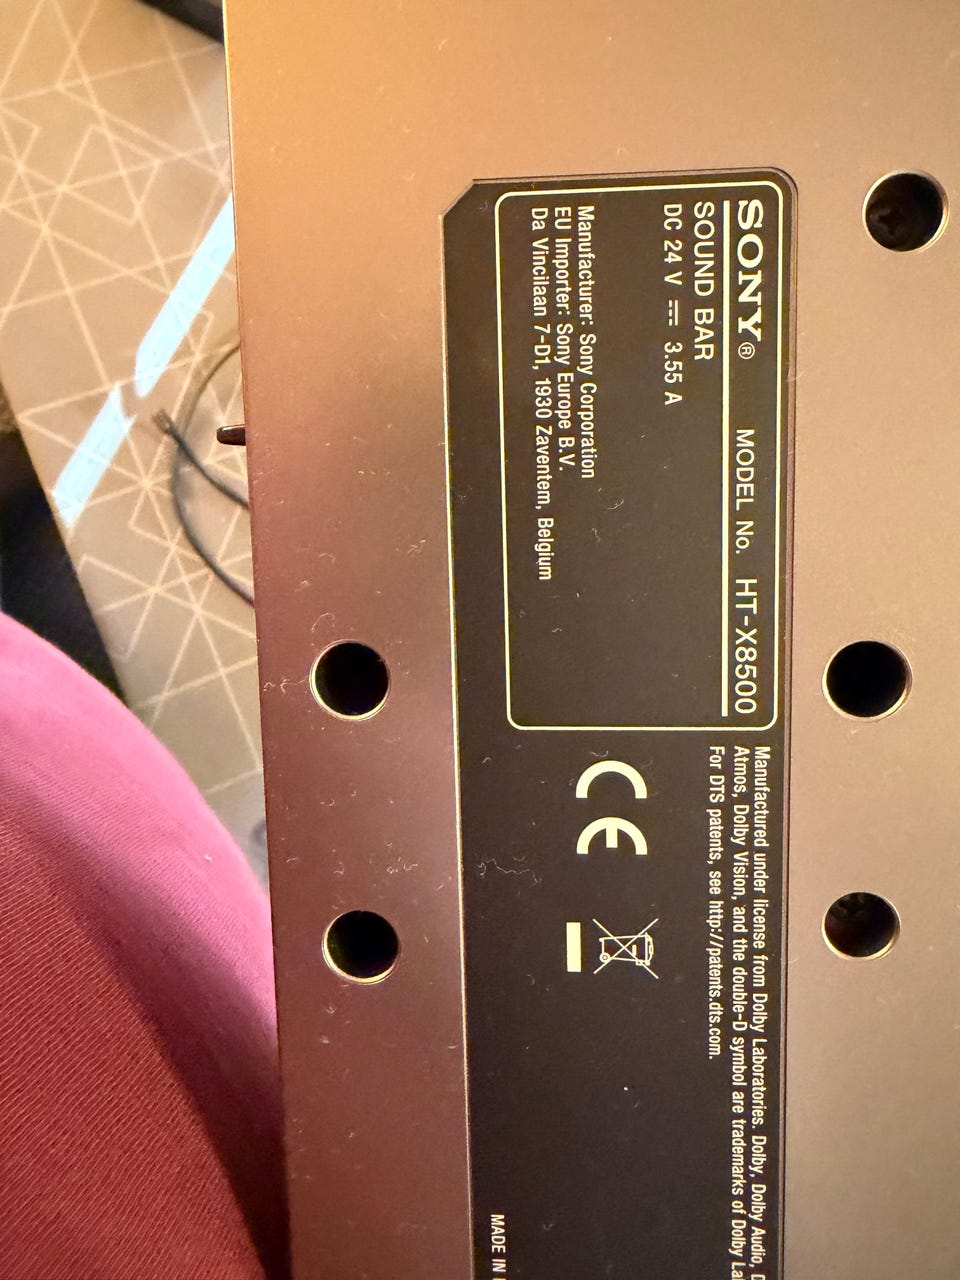 SONY® MODEL No. HT-X8500
SOUND BAR
DC 24 V ⎓ 3.55 A
Manufacturer: Sony Corporation
EU Importer: Sony Europe B.V.
Da Vincilaan 7-D1, 1930 Zaventem, Belgium
Manufactured under license from Dolby Laboratories. Dolby, Dolby Audio,
Atmos, Dolby Vision, and the double-D symbol are trademarks of Dolby
For DTS patents, see http://patents.dts.com.
CE
MADE IN